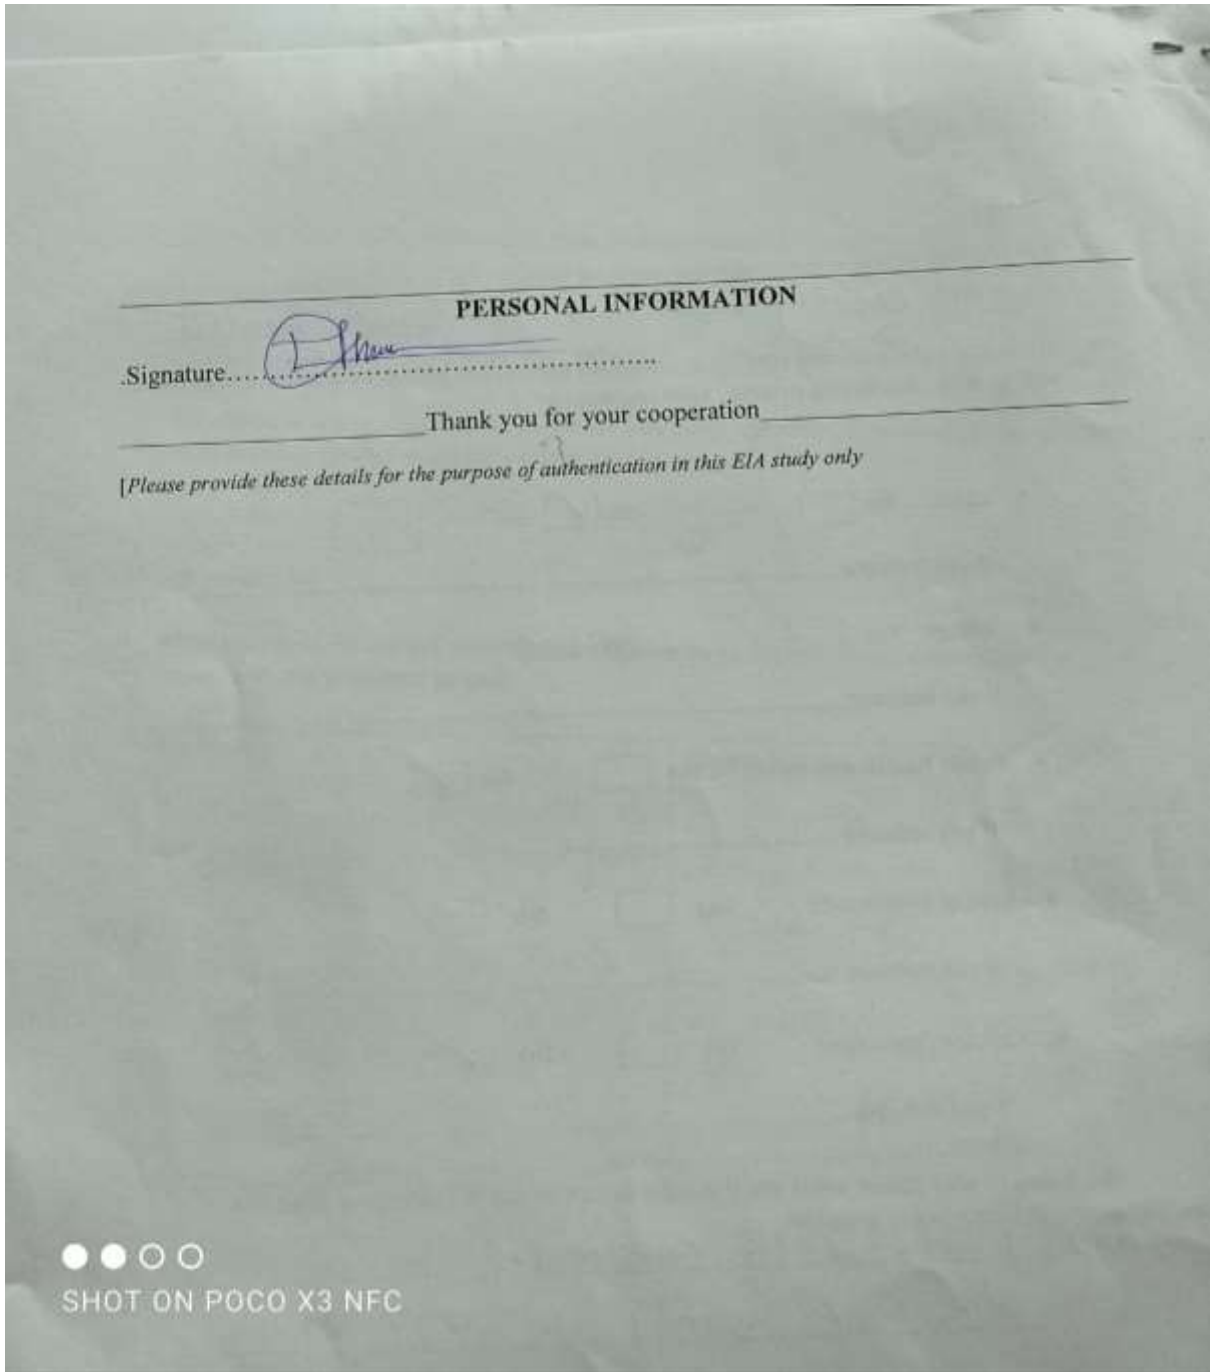 PERSONAL INFORMATION
.Signature.............................................................
Thank you for your cooperation
[Please provide these details for the purpose of authentication in this EIA study only
SHOT ON POCO X3 NFC